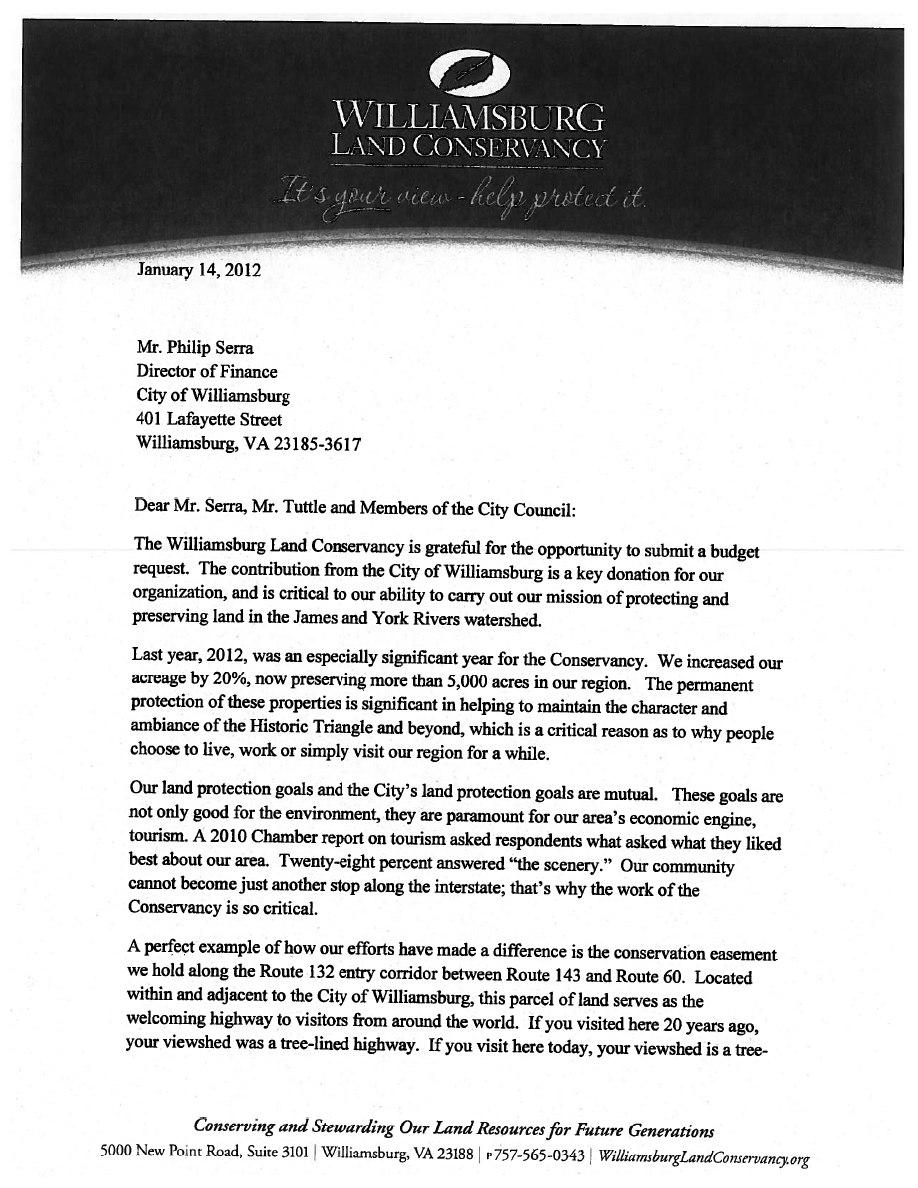 WILLIAMSBURG
LAND CONSERVANCY
It's your view - help protect it.
January 14, 2012
Mr. Philip Serra
Director of Finance
City of Williamsburg
401 Lafayette Street
Williamsburg, VA 23185-3617
Dear Mr. Serra, Mr. Tuttle and Members of the City Council:
The Williamsburg Land Conservancy is grateful for the opportunity to submit a budget
request. The contribution from the City of Williamsburg is a key donation for our
organization, and is critical to our ability to carry out our mission of protecting and
preserving land in the James and York Rivers watershed.
Last year, 2012, was an especially significant year for the Conservancy. We increased our
acreage by 20%, now preserving more than 5,000 acres in our region. The permanent
protection of these properties is significant in helping to maintain the character and
ambiance of the Historic Triangle and beyond, which is a critical reason as to why people
choose to live, work or simply visit our region for a while.
Our land protection goals and the City's land protection goals are mutual. These goals are
not only good for the environment, they are paramount for our area's economic engine,
tourism. A 2010 Chamber report on tourism asked respondents what asked what they liked
best about our area. Twenty-eight percent answered "the scenery." Our community
cannot become just another stop along the interstate; that's why the work of the
Conservancy is so critical.
A perfect example of how our efforts have made a difference is the conservation easement
we hold along the Route 132 entry corridor between Route 143 and Route 60. Located
within and adjacent to the City of Williamsburg, this parcel of land serves as the
welcoming highway to visitors from around the world. If you visited here 20 years ago,
your viewshed was a tree-lined highway. If you visit here today, your viewshed is a tree-
Conserving and Stewarding Our Land Resources for Future Generations
5000 New Point Road, Suite 3101 | Williamsburg, VA 23188 | P 757-565-0343 | WilliamsburgLandConservancy.org